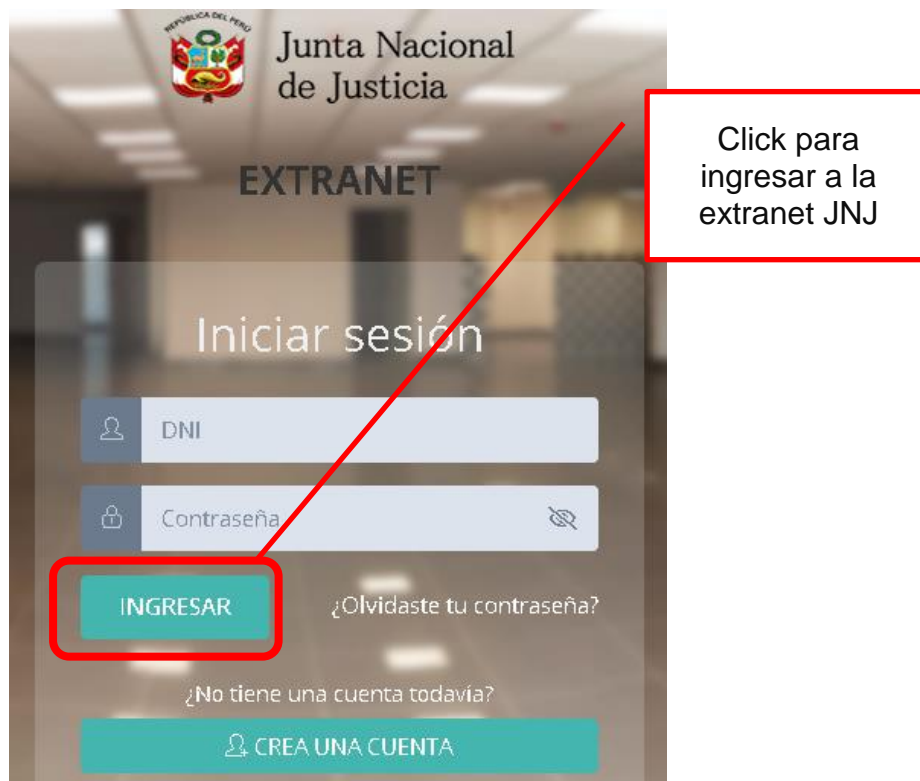 REPÚBLICA DEL PERÚ
Junta Nacional
de Justicia
Click para
ingresar a la
extranet JNJ
EXTRANET
Iniciar sesión
DNI
Contraseña
INGRESAR
¿Olvidaste tu contraseña?
¿No tiene una cuenta todavía?
CREA UNA CUENTA